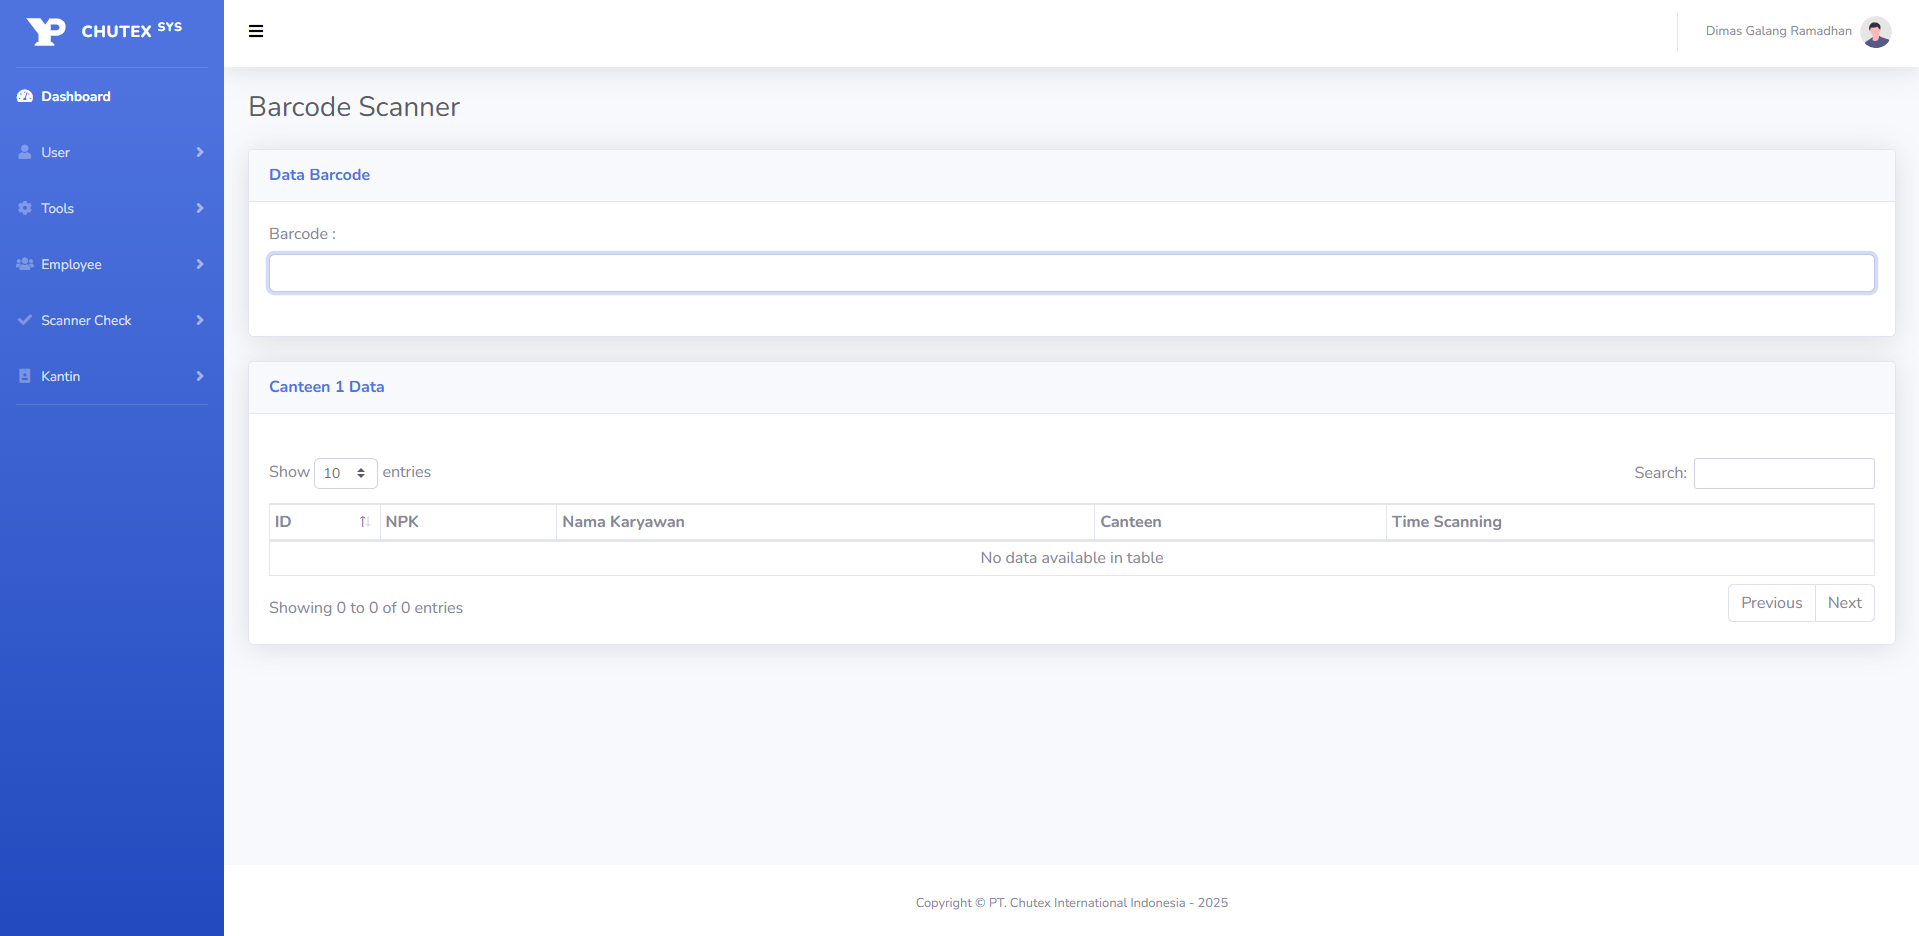 YP CHUTEX SYS
Dimas Galang Ramadhan
Dashboard
User
Tools
Employee
Scanner Check
Kantin
Barcode Scanner
Data Barcode
Barcode :
Canteen 1 Data
Show 10 entries
Search:
ID NPK Nama Karyawan Canteen Time Scanning
No data available in table
Showing 0 to 0 of 0 entries
Previous Next
Copyright © PT. Chutex International Indonesia - 2025